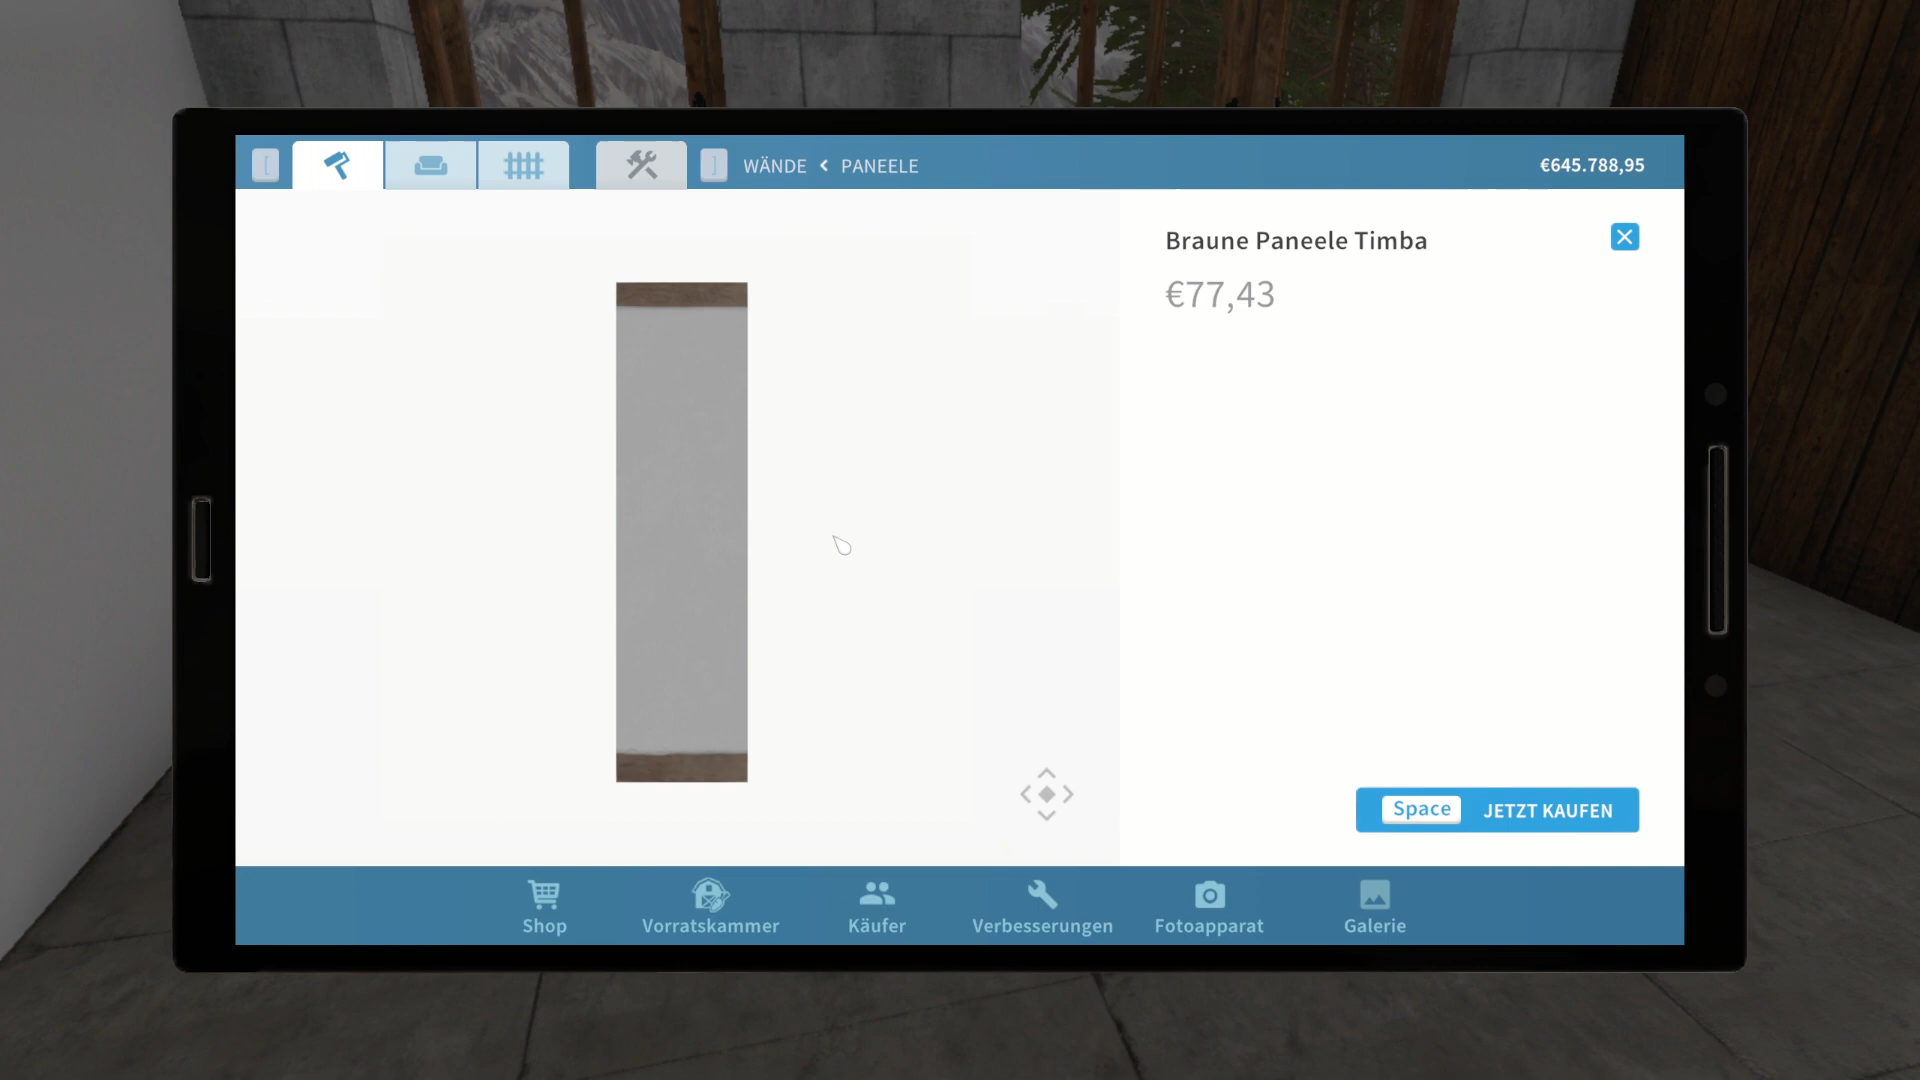 [
]
WÄNDE < PANEELE
€645.788,95
Braune Paneele Timba
€77,43
Space JETZT KAUFEN
Shop
Vorratskammer
Käufer
Verbesserungen
Fotoapparat
Galerie